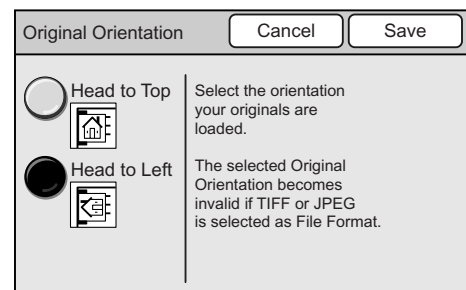 Original Orientation
Cancel
Save
Head to Top
Head to Left
Select the orientation
your originals are
loaded.
The selected Original
Orientation becomes
invalid if TIFF or JPEG
is selected as File Format.